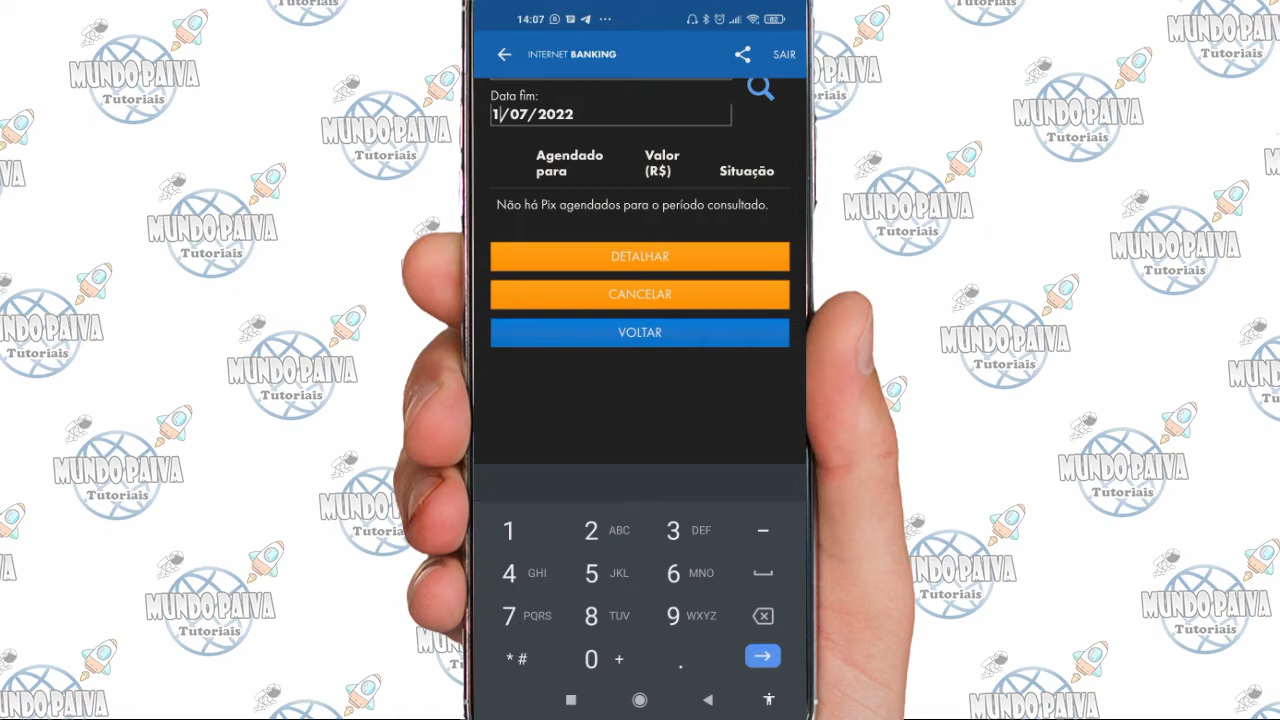 14:07
82
INTERNET BANKING
SAIR
Data fim:
1/07/2022
Agendado para
Valor (R$)
Situação
Não há Pix agendados para o período consultado.
DETALHAR
CANCELAR
VOLTAR
1
2 ABC
3 DEF
–
4 GHI
5 JKL
6 MNO
7 PQRS
8 TUV
9 WXYZ
* #
0 +
.
MUNDO PAIVA
Tutoriais